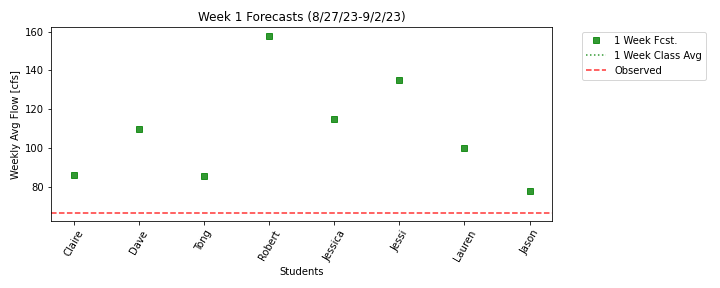 Week 1 Forecasts (8/27/23-9/2/23)
160
140
120
100
80
Weekly Avg Flow [cfs]
Claire
Dave
Tong
Robert
Jessica
Jessi
Lauren
Jason
Students
1 Week Fcst.
1 Week Class Avg
Observed